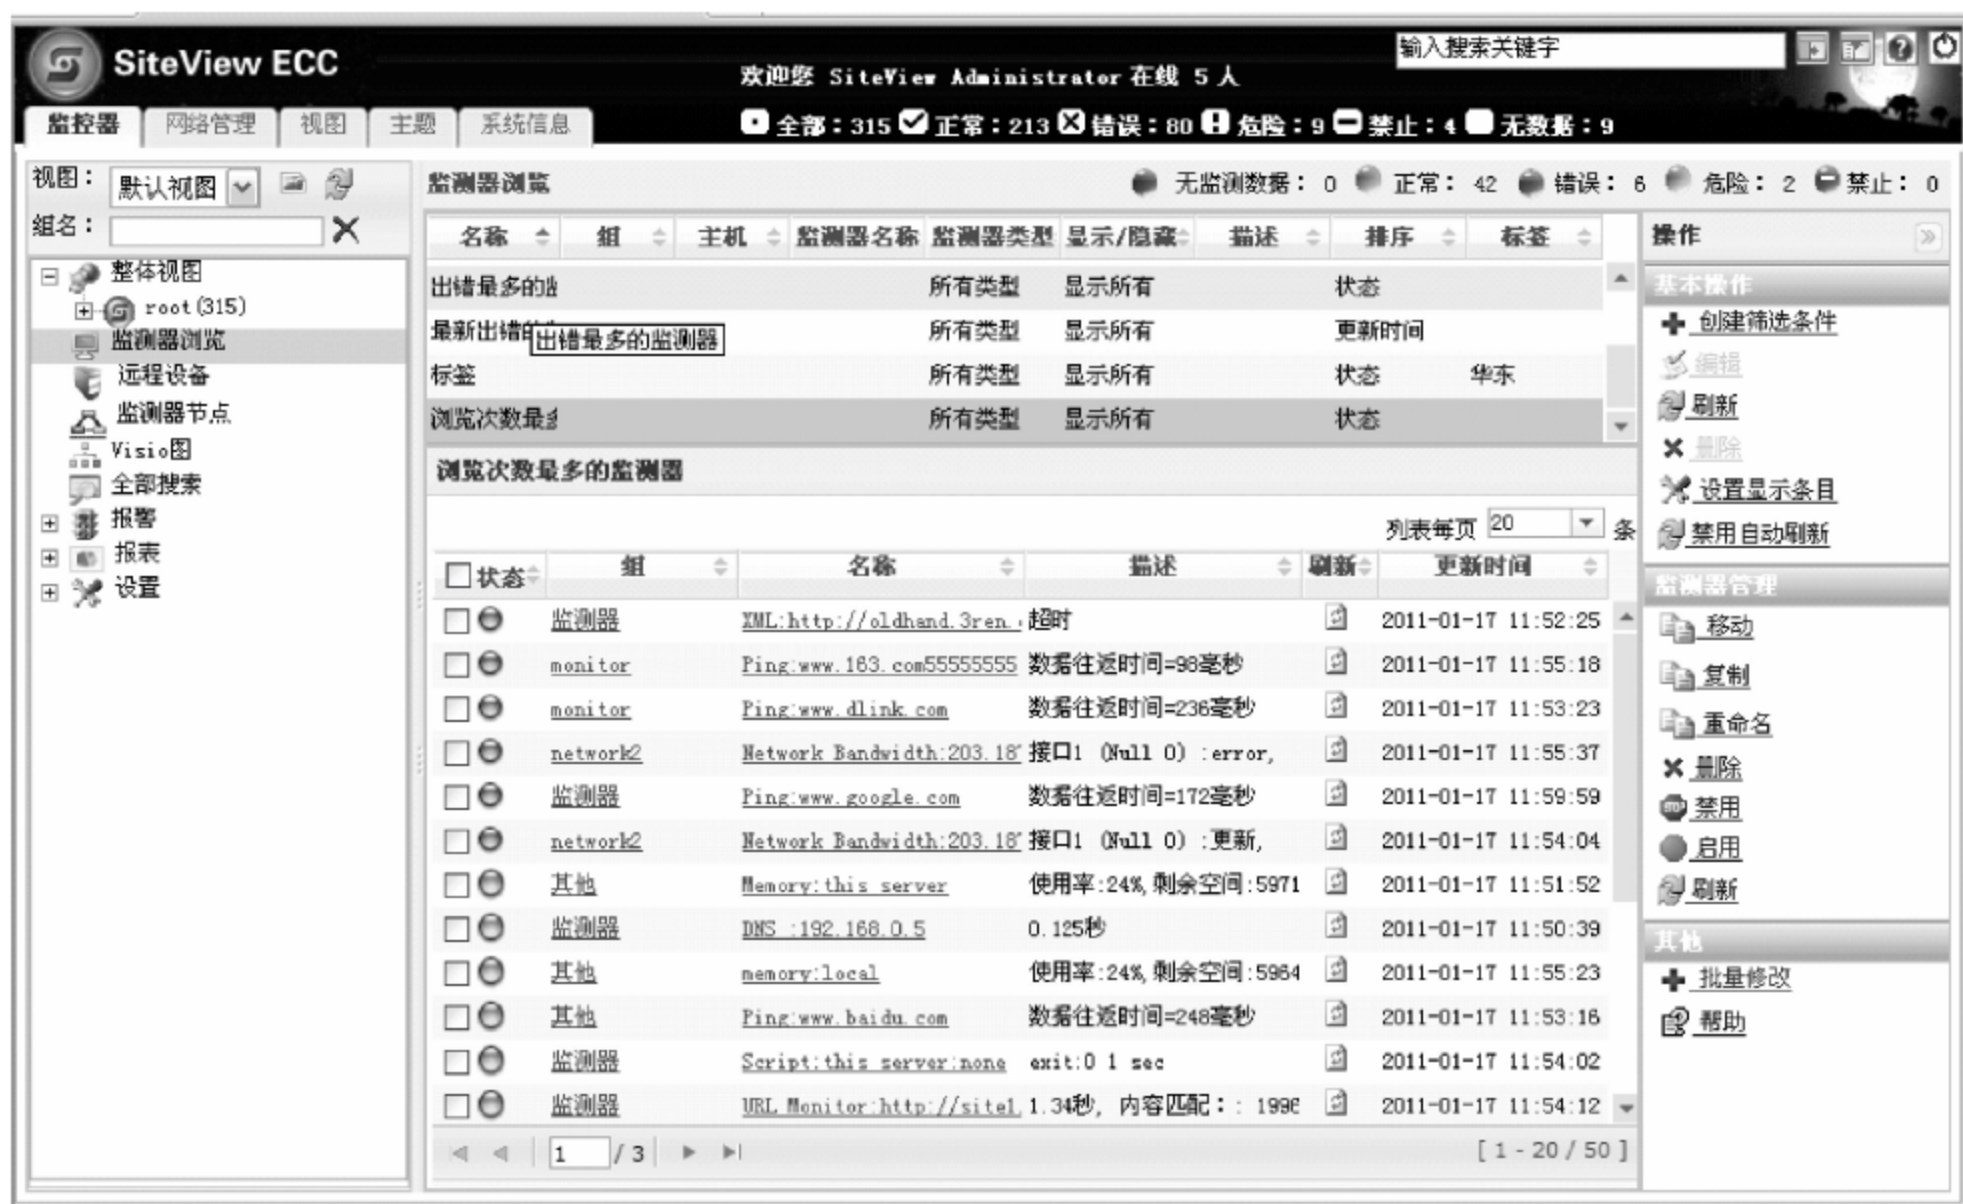 SiteView ECC
输入搜索关键字
欢迎您 SiteView Administrator 在线 5 人
监控器 网络管理 视图 主题 系统信息
全部：315 正常：213 错误：80 危险：9 禁止：4 无数据：9
视图： 默认视图
组名：
整体视图
root(315)
监测器浏览
远程设备
监测器节点
Visio图
全部搜索
报警
报表
设置
监测器浏览 无监测数据： 0 正常： 42 错误： 6 危险： 2 禁止： 0
名称 组 主机 监测器名称 监测器类型 显示/隐藏 描述 排序 标签
出错最多的 所有类型 显示所有 状态
最新出错的 所有类型 显示所有 更新时间
出错最多的监测器
标签 所有类型 显示所有 状态 华东
浏览次数最 所有类型 显示所有 状态
浏览次数最多的监测器
列表每页 20 条
状态 组 名称 描述 刷新 更新时间
监测器 XML:http://oldhand.3ren. 超时 2011-01-17 11:52:25
monitor Ping:www.163.com55555555 数据往返时间=98毫秒 2011-01-17 11:55:18
monitor Ping:www.dlink.com 数据往返时间=236毫秒 2011-01-17 11:53:23
network2 Network Bandwidth:203.18 接口1 (Null 0) :error, 2011-01-17 11:55:37
监测器 Ping:www.google.com 数据往返时间=172毫秒 2011-01-17 11:59:59
network2 Network Bandwidth:203.18 接口1 (Null 0) :更新, 2011-01-17 11:54:04
其他 Memory:this server 使用率:24%,剩余空间:5971 2011-01-17 11:51:52
监测器 DNS :192.168.0.5 0.125秒 2011-01-17 11:50:39
其他 memory:local 使用率:24%,剩余空间:5964 2011-01-17 11:55:23
其他 Ping:www.baidu.com 数据往返时间=248毫秒 2011-01-17 11:53:16
监测器 Script:this server:none exit:0 1 sec 2011-01-17 11:54:02
监测器 URL Monitor:http://site1. 1.34秒, 内容匹配：: 1996 2011-01-17 11:54:12
1 / 3 [ 1 - 20 / 50 ]
操作
基本操作
创建筛选条件
编辑
刷新
删除
设置显示条目
禁用自动刷新
监测器管理
移动
复制
重命名
删除
禁用
启用
刷新
其他
批量修改
帮助